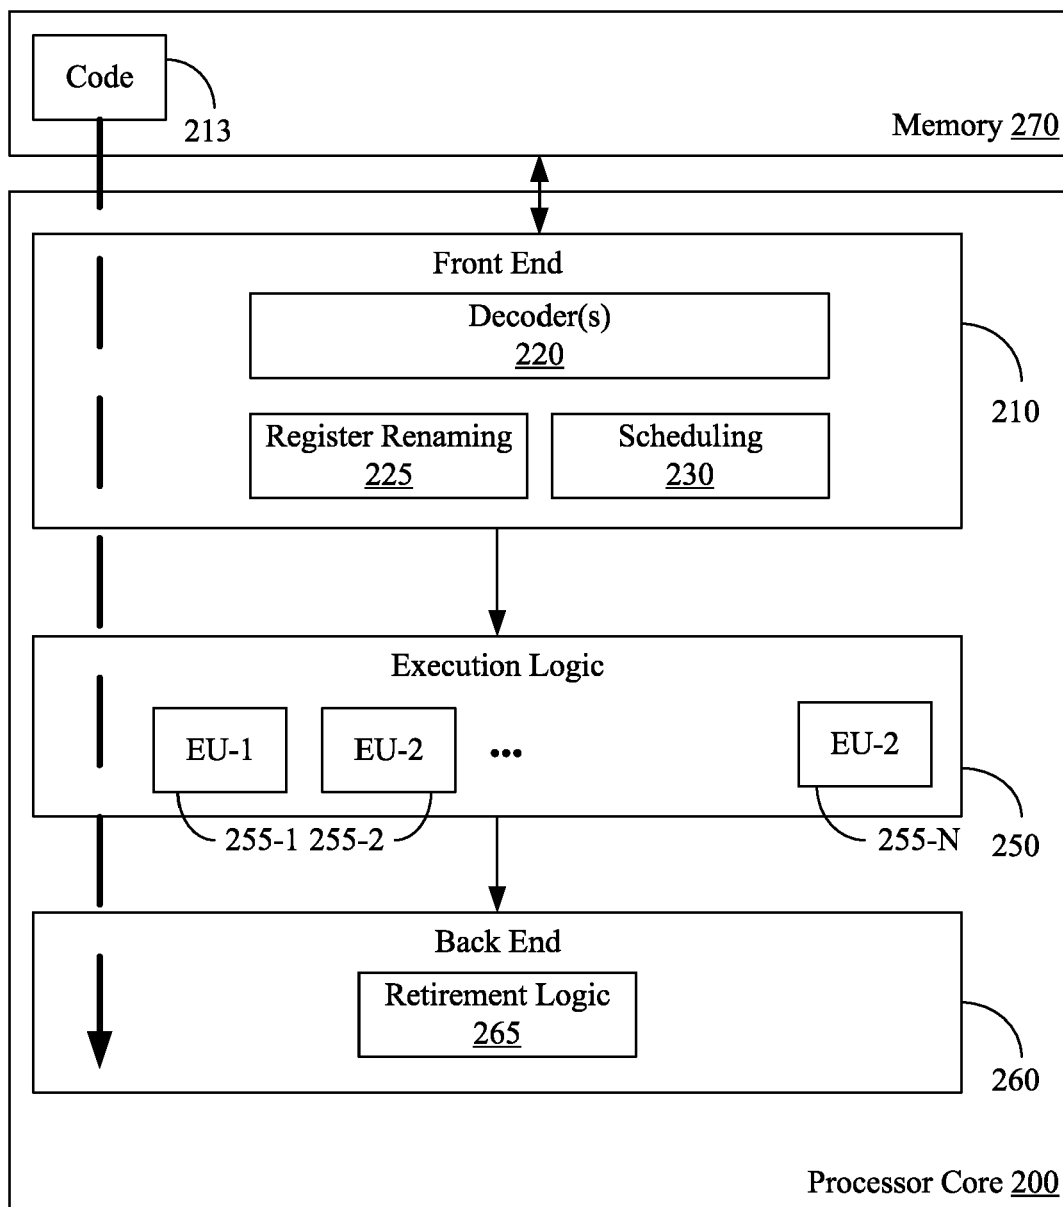 Code
213
Memory 270
Front End
Decoder(s)
220
210
Register Renaming
225
Scheduling
230
Execution Logic
EU-1
EU-2
...
EU-2
255-1
255-2
255-N
250
Back End
Retirement Logic
265
260
Processor Core 200